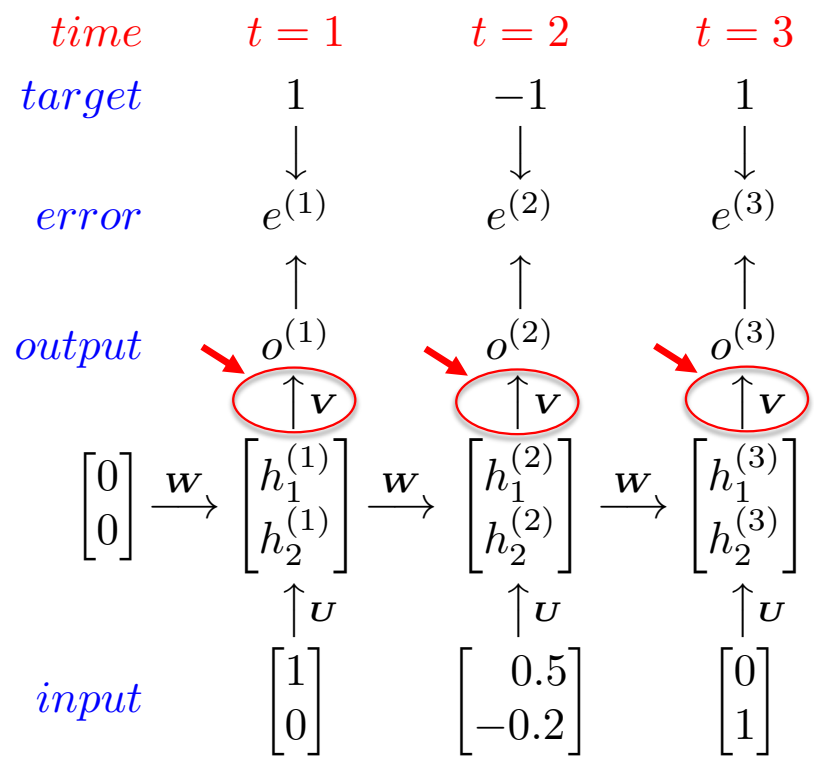 time t = 1 t = 2 t = 3
target 1 −1 1
error e^(1) e^(2) e^(3)
output o^(1) o^(2) o^(3)
V V V
[0 0] W [h_1^(1) h_2^(1)] W [h_1^(2) h_2^(2)] W [h_1^(3) h_2^(3)]
U U U
input [1 0] [0.5 −0.2] [0 1]